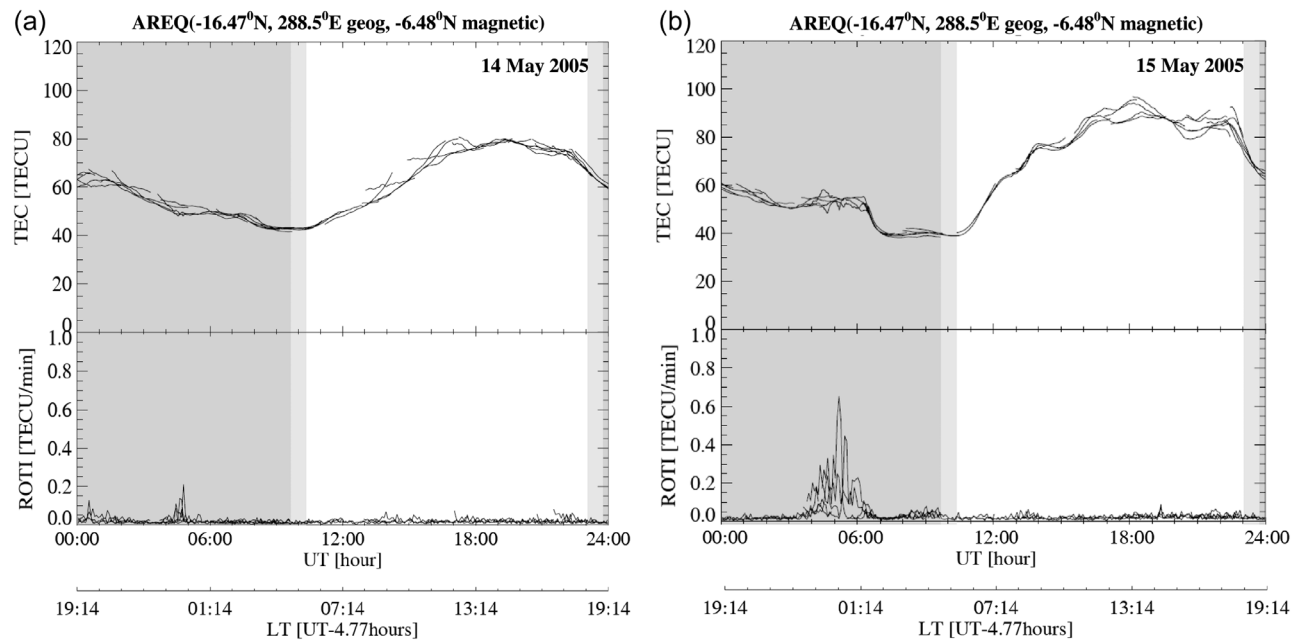 (a) AREQ(-16.47⁰N, 288.5⁰E geog, -6.48⁰N magnetic)
14 May 2005
120
100
80
60
40
20
0
TEC [TECU]
1.0
0.8
0.6
0.4
0.2
0.0
ROTI [TECU/min]
00:00 06:00 12:00 18:00 24:00
UT [hour]
19:14 01:14 07:14 13:14 19:14
LT [UT-4.77hours]
(b) AREQ(-16.47⁰N, 288.5⁰E geog, -6.48⁰N magnetic)
15 May 2005
120
100
80
60
40
20
0
TEC [TECU]
1.0
0.8
0.6
0.4
0.2
0.0
ROTI [TECU/min]
00:00 06:00 12:00 18:00 24:00
UT [hour]
19:14 01:14 07:14 13:14 19:14
LT [UT-4.77hours]